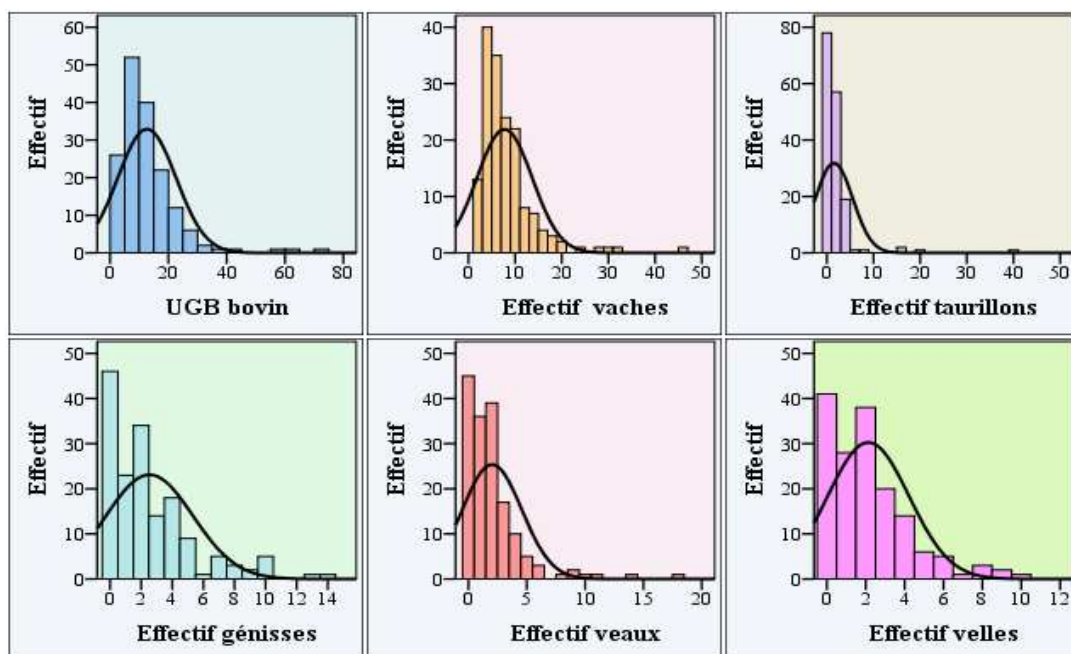 60
50
40
30
20
10
0
Effectif
0 20 40 60 80
UGB bovin
40
30
20
10
0
Effectif
0 10 20 30 40 50
Effectif vaches
80
60
40
20
0
Effectif
0 10 20 30 40 50
Effectif taurillons
50
40
30
20
10
0
Effectif
0 2 4 6 8 10 12 14
Effectif génisses
50
40
30
20
10
0
Effectif
0 5 10 15 20
Effectif veaux
50
40
30
20
10
0
Effectif
0 2 4 6 8 10 12
Effectif velles